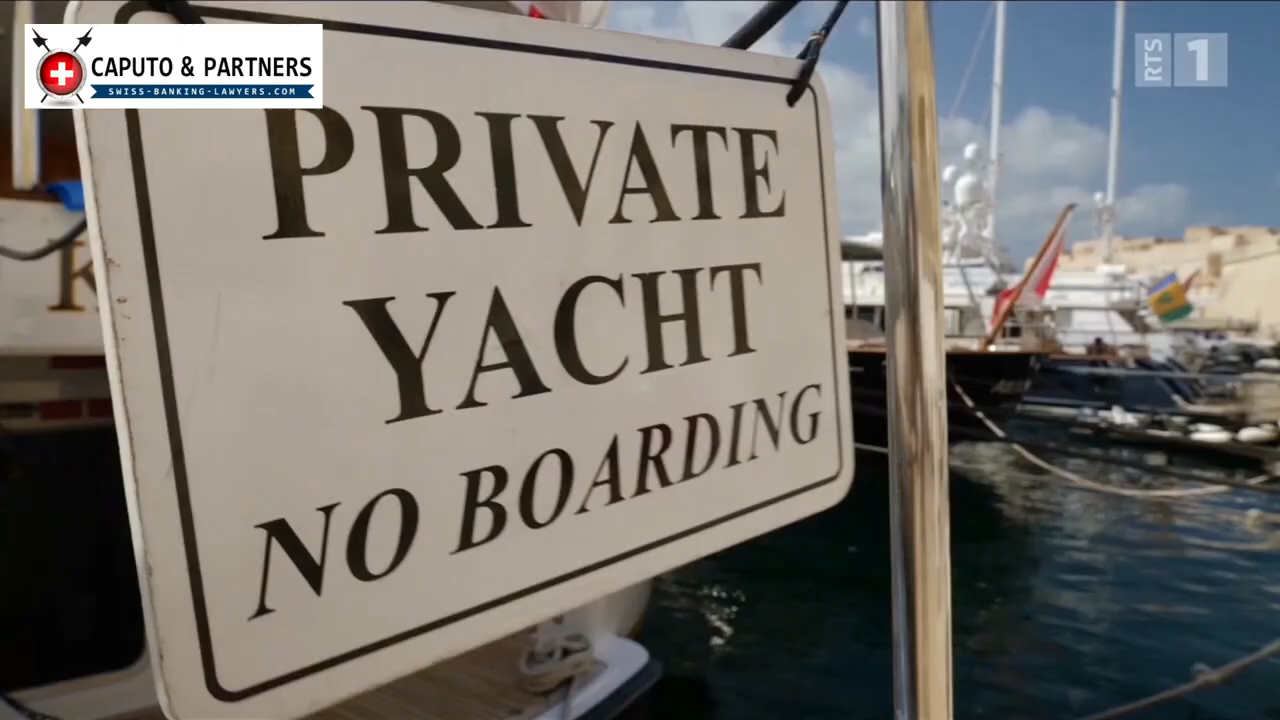 CAPUTO & PARTNERS
SWISS-BANKING-LAWYERS.COM
RTS 1
PRIVATE
YACHT
NO BOARDING
K